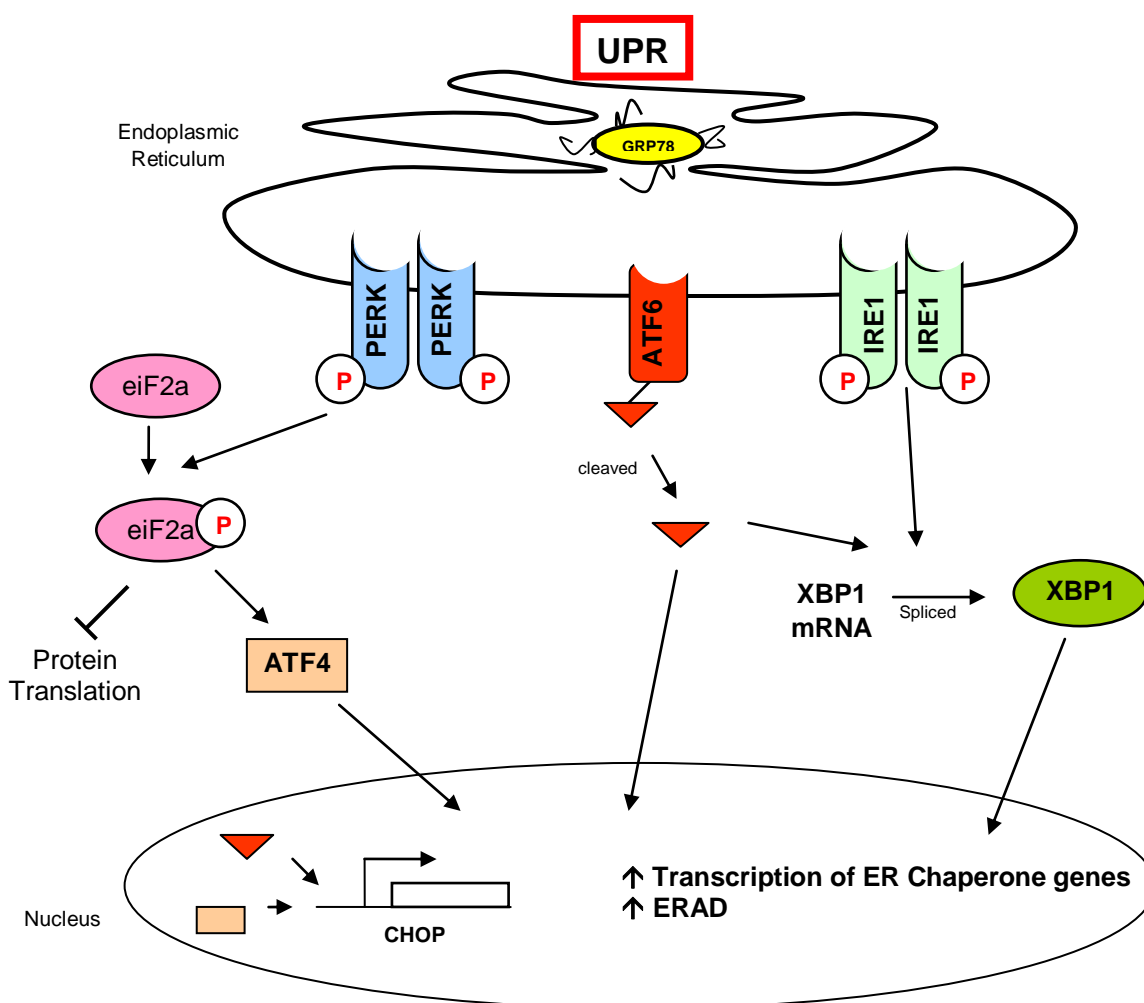 UPR
Endoplasmic
Reticulum
GRP78
PERK
PERK
ATF6
IRE1
IRE1
P
P
P
P
eiF2a
cleaved
eiF2a
P
XBP1
mRNA
Spliced
XBP1
Protein
Translation
ATF4
↑ Transcription of ER Chaperone genes
↑ ERAD
Nucleus
CHOP